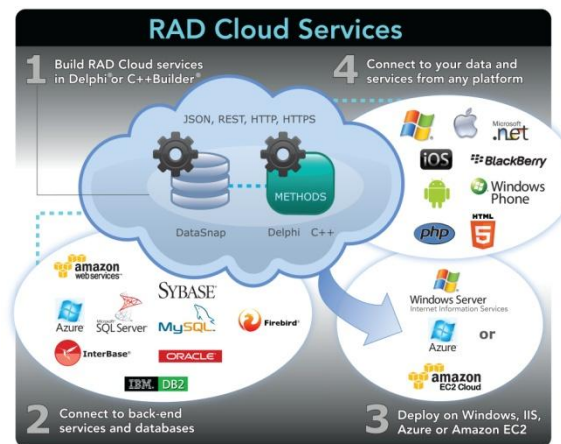 RAD Cloud Services
1 Build RAD Cloud services
in Delphi® or C++Builder®
4 Connect to your data and
services from any platform
JSON, REST, HTTP, HTTPS
METHODS
DataSnap
Delphi C++
Microsoft
.net
iOS
BlackBerry
Windows
Phone
php
HTML
5
amazon
web services™
SYBASE®
Azure
Microsoft
SQL Server
MySQL
Firebird®
InterBase®
ORACLE®
IBM. DB2
Windows Server
Internet Information Services
Azure
or
amazon
EC2 Cloud
2 Connect to back-end
services and databases
3 Deploy on Windows, IIS,
Azure or Amazon EC2